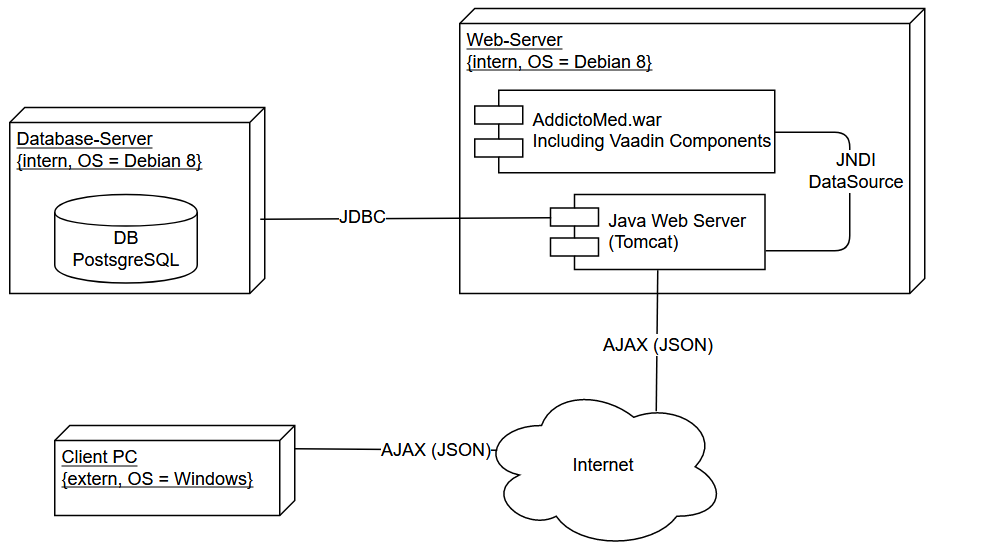 Web-Server
{intern, OS = Debian 8}
AddictoMed.war
Including Vaadin Components
JNDI
DataSource
Database-Server
{intern, OS = Debian 8}
DB
PostsgreSQL
JDBC
Java Web Server
(Tomcat)
AJAX (JSON)
Client PC
{extern, OS = Windows}
AJAX (JSON)
Internet